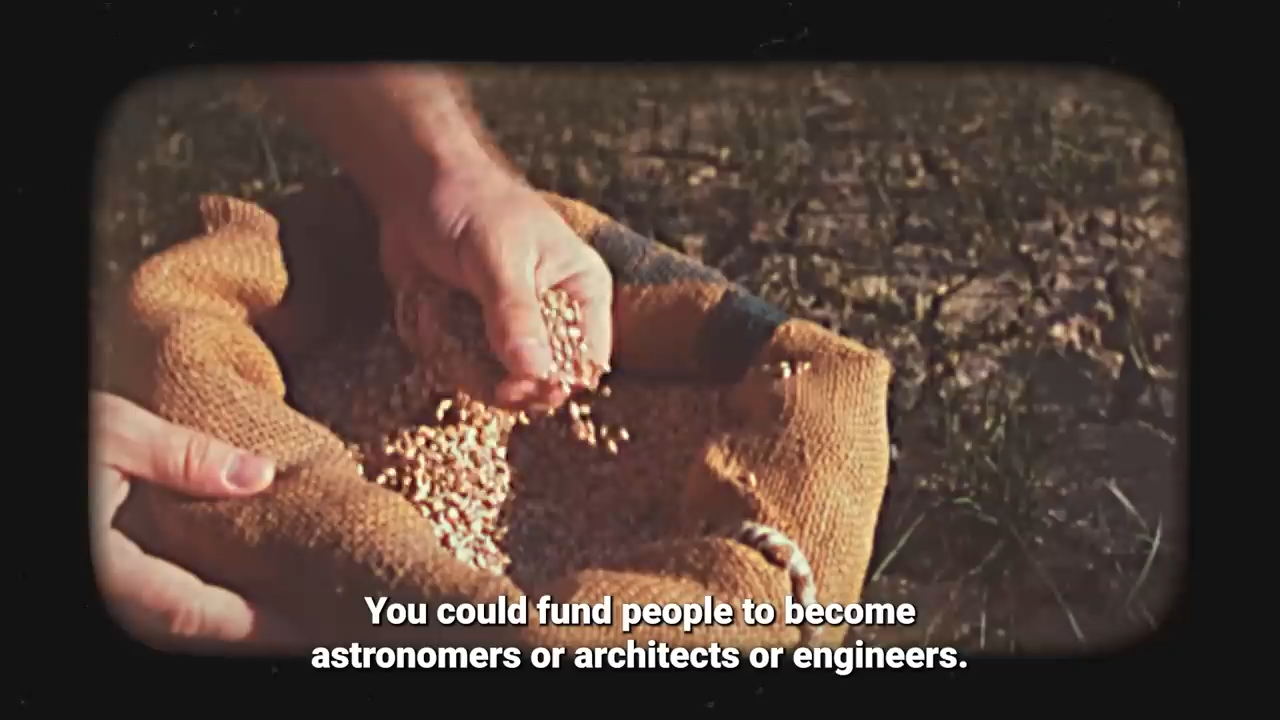 You could fund people to become
astronomers or architects or engineers.